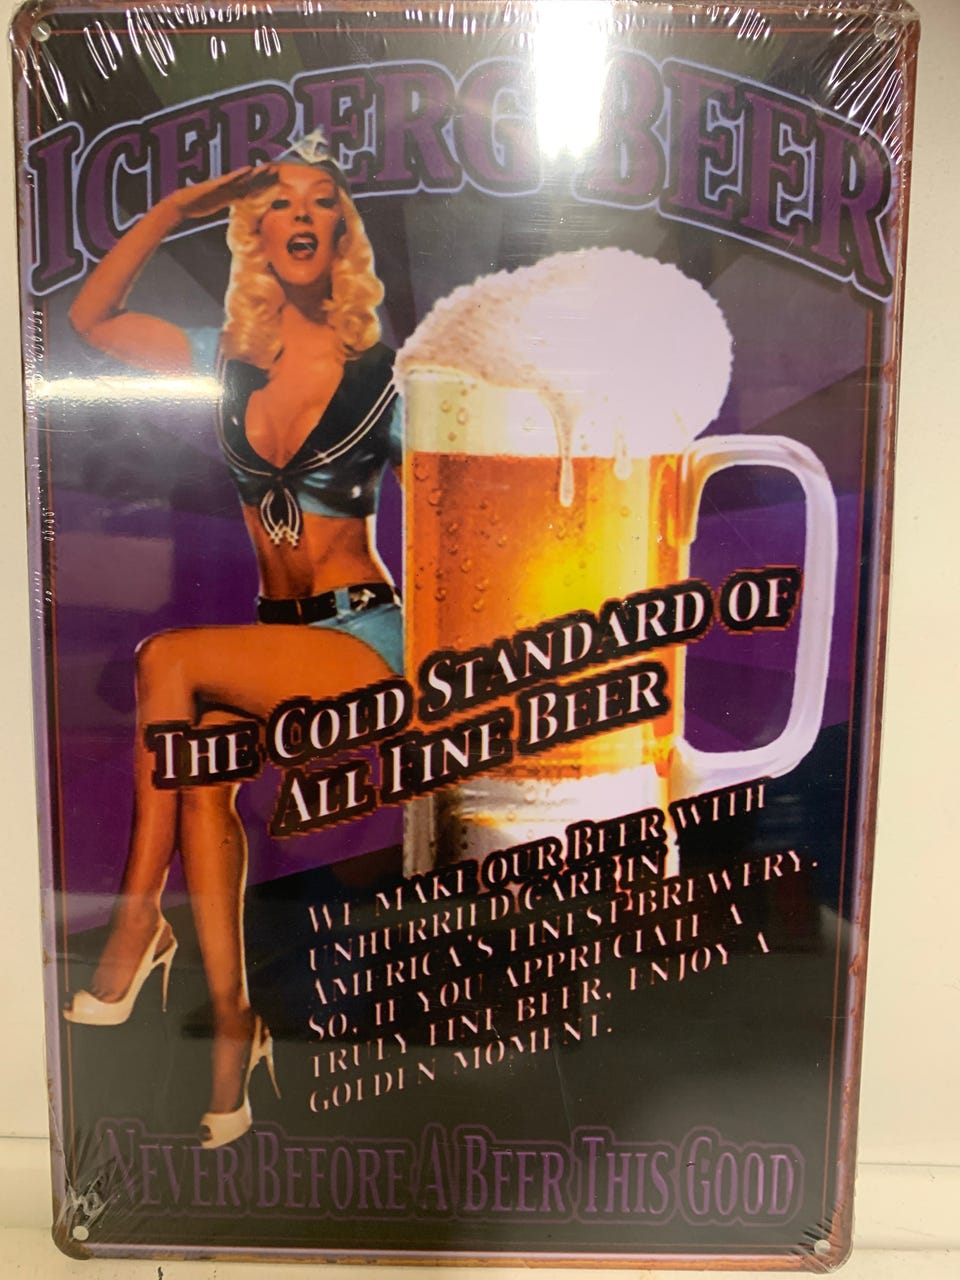 ICEBERG BEER
THE COLD STANDARD OF
ALL FINE BEER
WE MAKE OUR BEER WITH
UNHURRIED CARE IN
AMERICA'S FINEST BREWERY.
SO, IF YOU APPRECIATE A
TRULY FINE BEER, ENJOY A
GOLDEN MOMENT.
NEVER BEFORE A BEER THIS GOOD